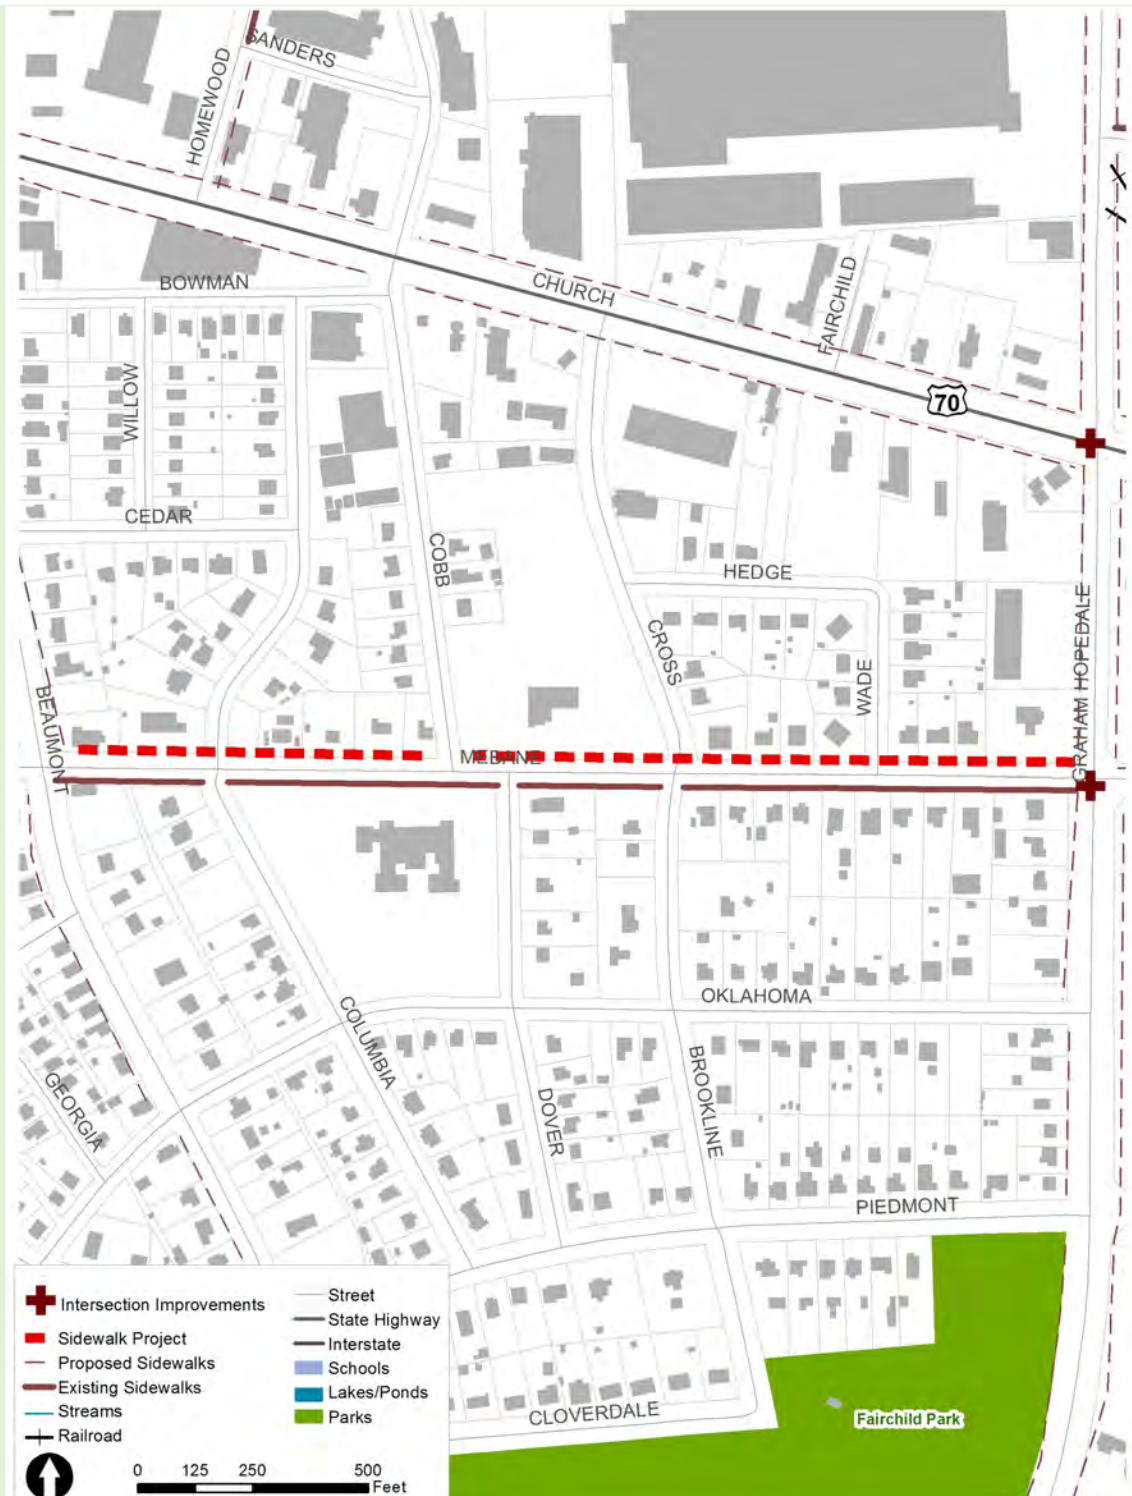 SANDERS
HOMEWOOD
BOWMAN
CHURCH
FAIRCHILD
70
WILLOW
CEDAR
COBB
HEDGE
CROSS
WADE
GRAHAM HOPEDALE
BEAUMONT
MEBANE
OKLAHOMA
COLUMBIA
GEORGIA
DOVER
BROOKLINE
PIEDMONT
CLOVERDALE
Fairchild Park
Intersection Improvements
Sidewalk Project
Proposed Sidewalks
Existing Sidewalks
Streams
Railroad
Street
State Highway
Interstate
Schools
Lakes/Ponds
Parks
0 125 250 500
Feet